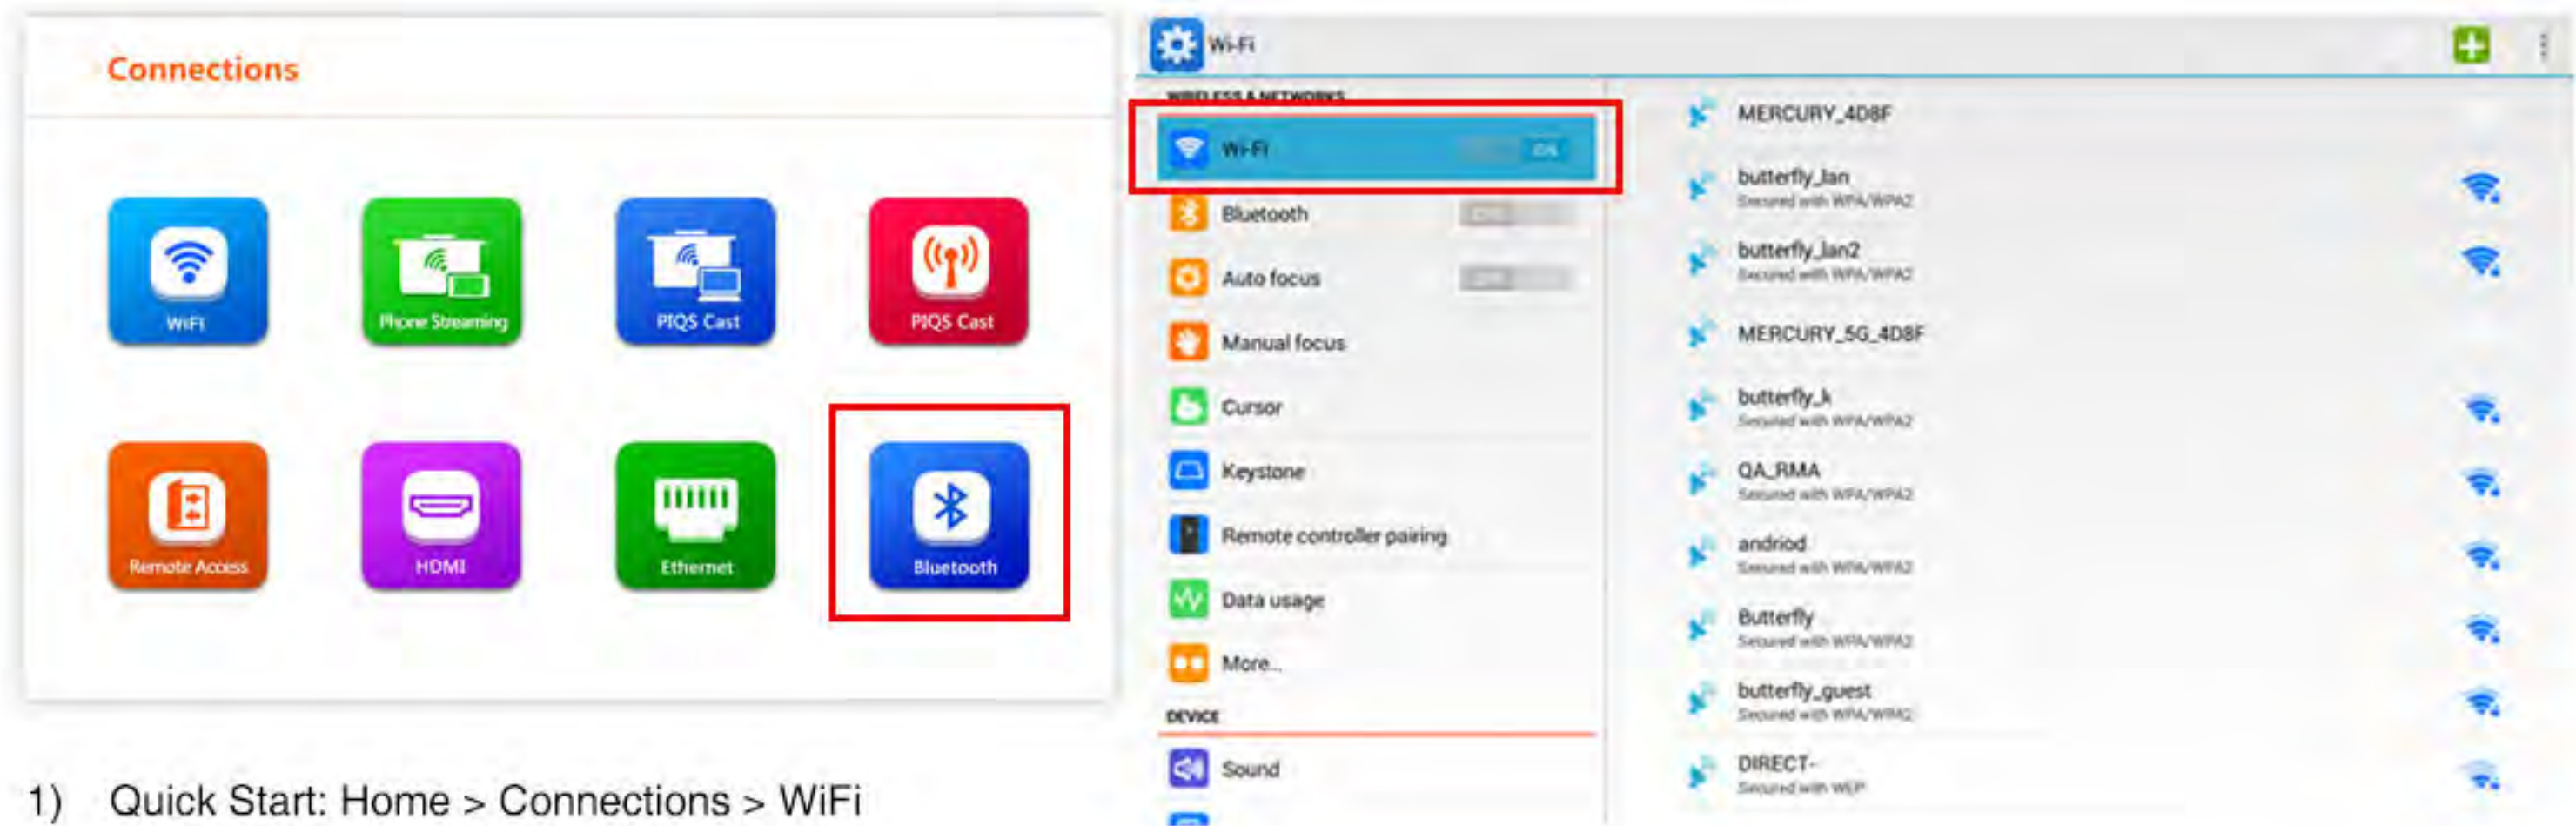 Connections
WiFi
Phone Streaming
PIQS Cast
PIQS Cast
Remote Access
HDMI
Ethernet
Bluetooth
1) Quick Start: Home > Connections > WiFi
Wi-Fi
WIRELESS & NETWORKS
Wi-Fi
ON
Bluetooth
Auto focus
Manual focus
Cursor
Keystone
Remote controller pairing
Data usage
More...
DEVICE
Sound
MERCURY_4D8F
butterfly_lan
Secured with WPA/WPA2
butterfly_lan2
Secured with WPA/WPA2
MERCURY_5G_4D8F
butterfly_k
Secured with WPA/WPA2
QA_RMA
Secured with WPA/WPA2
andriod
Secured with WPA/WPA2
Butterfly
Secured with WPA/WPA2
butterfly_guest
Secured with WPA/WPA2
DIRECT-
Secured with WEP